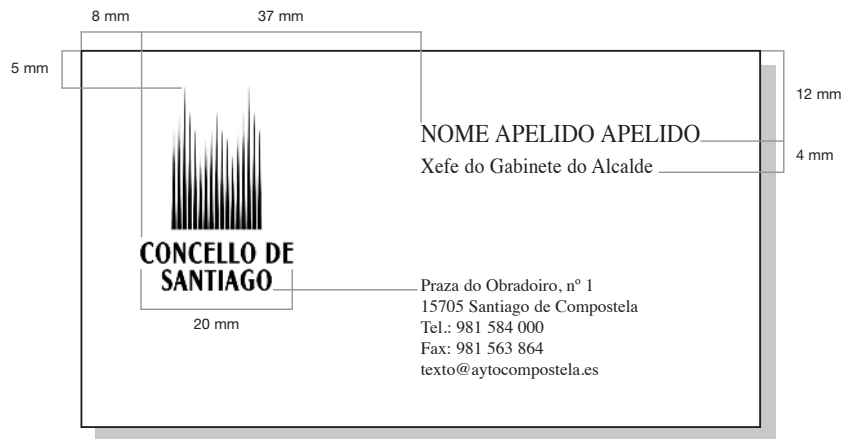 8 mm
37 mm
5 mm
12 mm
NOME APELIDO APELIDO
4 mm
Xefe do Gabinete do Alcalde
CONCELLO DE
SANTIAGO
20 mm
Praza do Obradoiro, nº 1
15705 Santiago de Compostela
Tel.: 981 584 000
Fax: 981 563 864
texto@aytocompostela.es